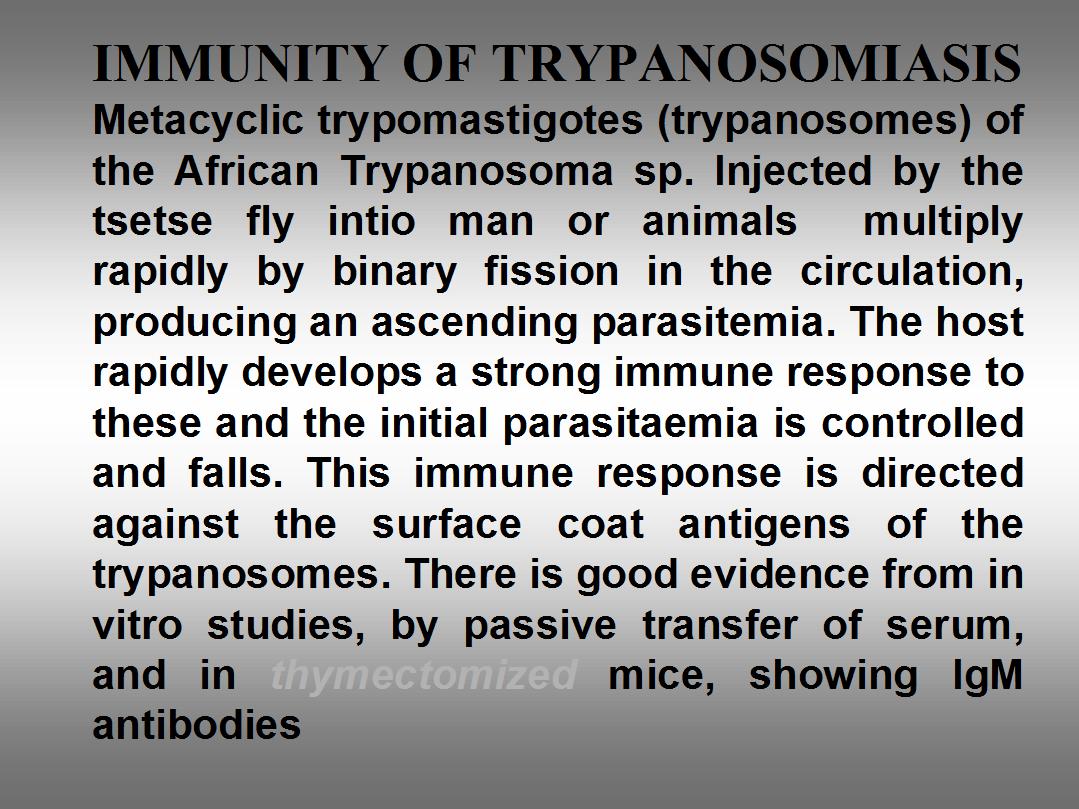 IMMUNITY OF TRYPANOSOMIASIS
Metacyclic trypomastigotes (trypanosomes) of
the African Trypanosoma sp. Injected by the
tsetse fly intio man or animals multiply
rapidly by binary fission in the circulation,
producing an ascending parasitemia. The host
rapidly develops a strong immune response to
these and the initial parasitaemia is controlled
and falls. This immune response is directed
against the surface coat antigens of the
trypanosomes. There is good evidence from in
vitro studies, by passive transfer of serum,
and in thymectomized mice, showing IgM
antibodies